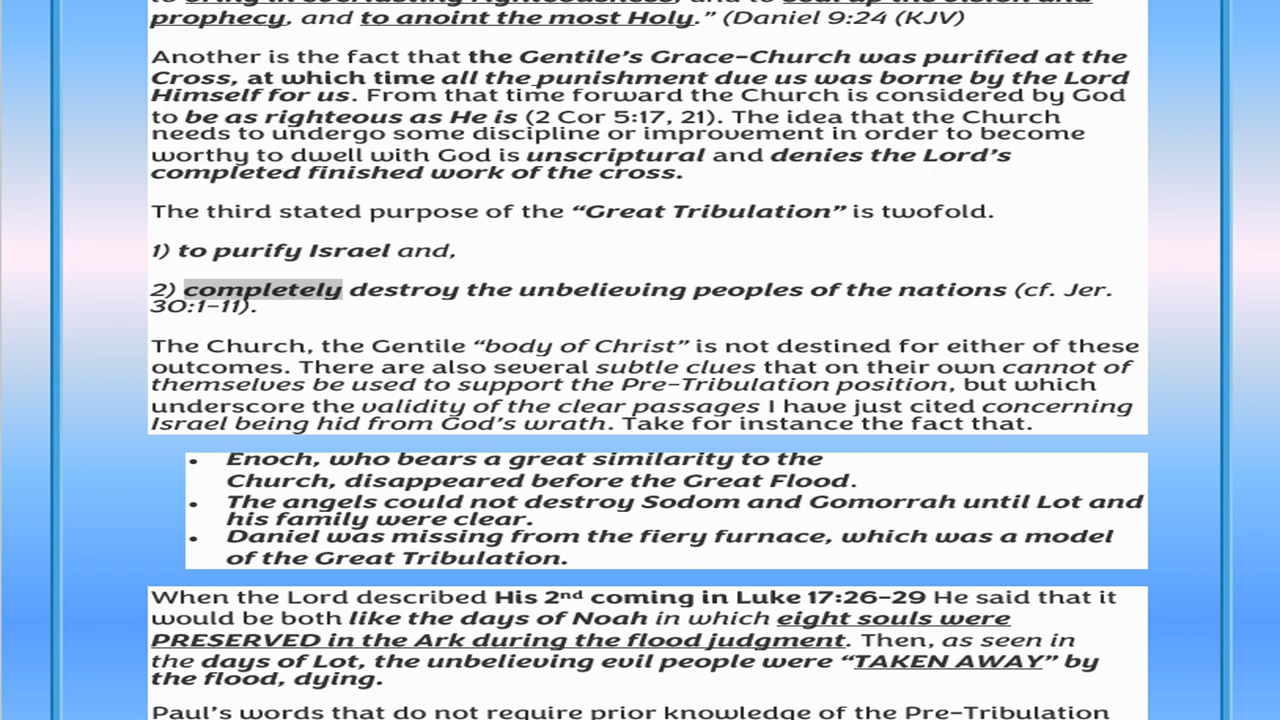 prophecy, and to anoint the most Holy.” (Daniel 9:24 (KJV)
Another is the fact that the Gentile’s Grace-Church was purified at the
Cross, at which time all the punishment due us was borne by the Lord
Himself for us. From that time forward the Church is considered by God
to be as righteous as He is (2 Cor 5:17, 21). The idea that the Church
needs to undergo some discipline or improvement in order to become
worthy to dwell with God is unscriptural and denies the Lord’s
completed finished work of the cross.
The third stated purpose of the “Great Tribulation” is twofold.
1) to purify Israel and,
2) completely destroy the unbelieving peoples of the nations (cf. Jer.
30:1-11).
The Church, the Gentile “body of Christ” is not destined for either of these
outcomes. There are also several subtle clues that on their own cannot of
themselves be used to support the Pre-Tribulation position, but which
underscore the validity of the clear passages I have just cited concerning
Israel being hid from God’s wrath. Take for instance the fact that.
• Enoch, who bears a great similarity to the
Church, disappeared before the Great Flood.
• The angels could not destroy Sodom and Gomorrah until Lot and
his family were clear.
• Daniel was missing from the fiery furnace, which was a model
of the Great Tribulation.
When the Lord described His 2nd coming in Luke 17:26-29 He said that it
would be both like the days of Noah in which eight souls were
PRESERVED in the Ark during the flood judgment. Then, as seen in
the days of Lot, the unbelieving evil people were “TAKEN AWAY” by
the flood, dying.
Paul’s words that do not require prior knowledge of the Pre-Tribulation